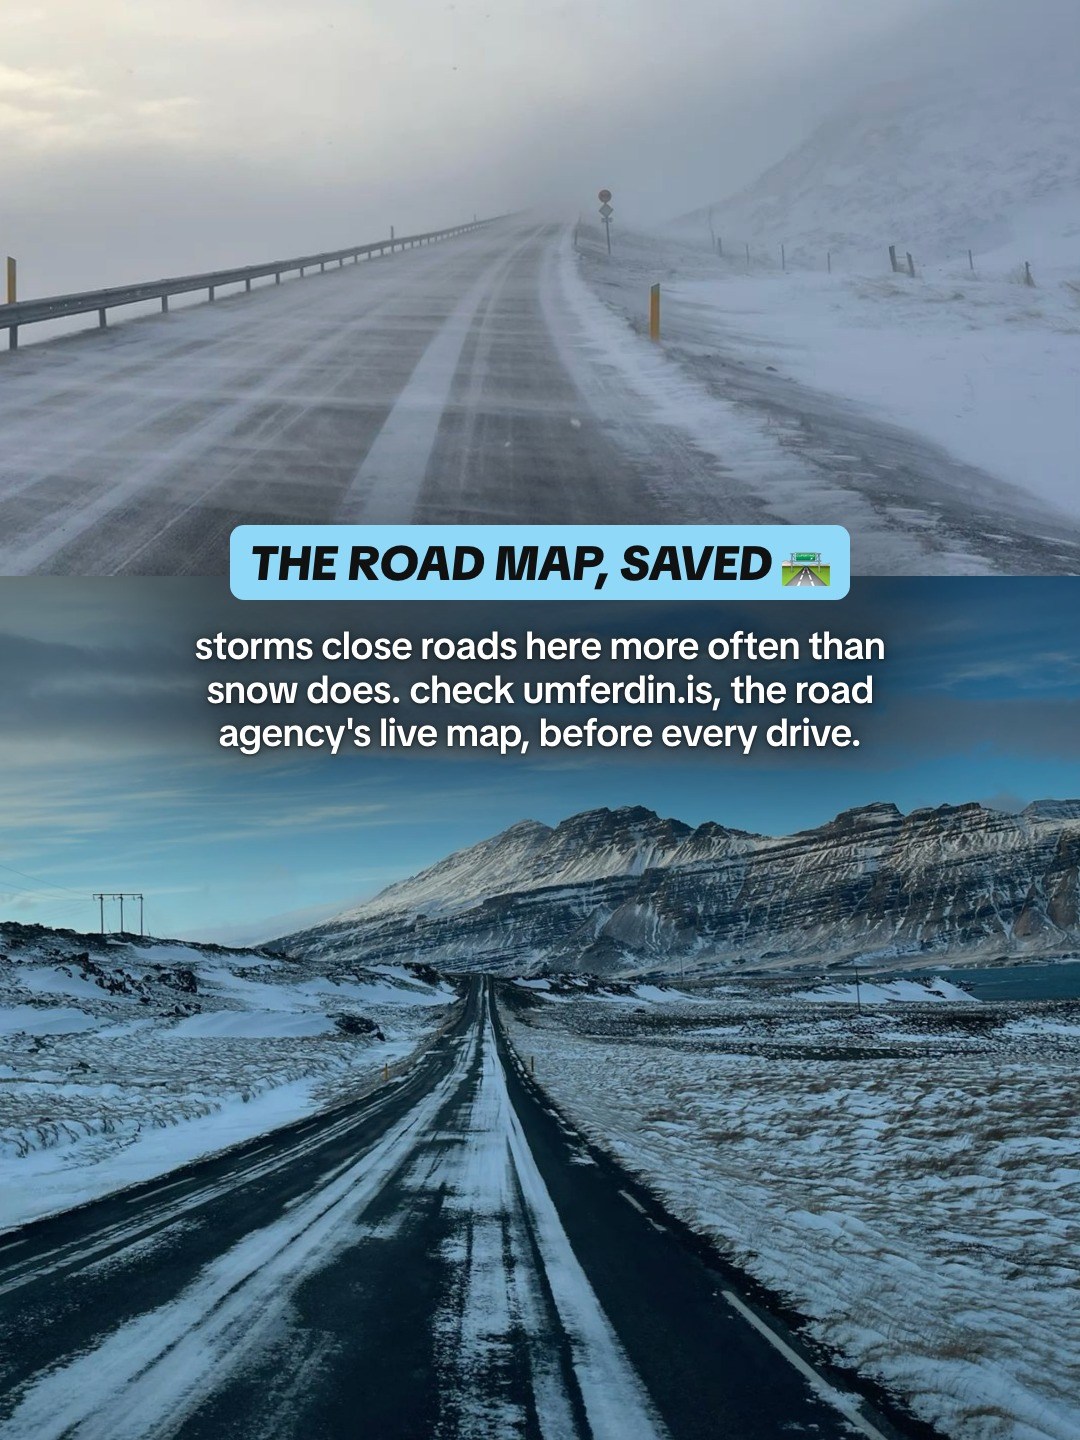 THE ROAD MAP, SAVED 🛣️
storms close roads here more often than
snow does. check umferdin.is, the road
agency's live map, before every drive.